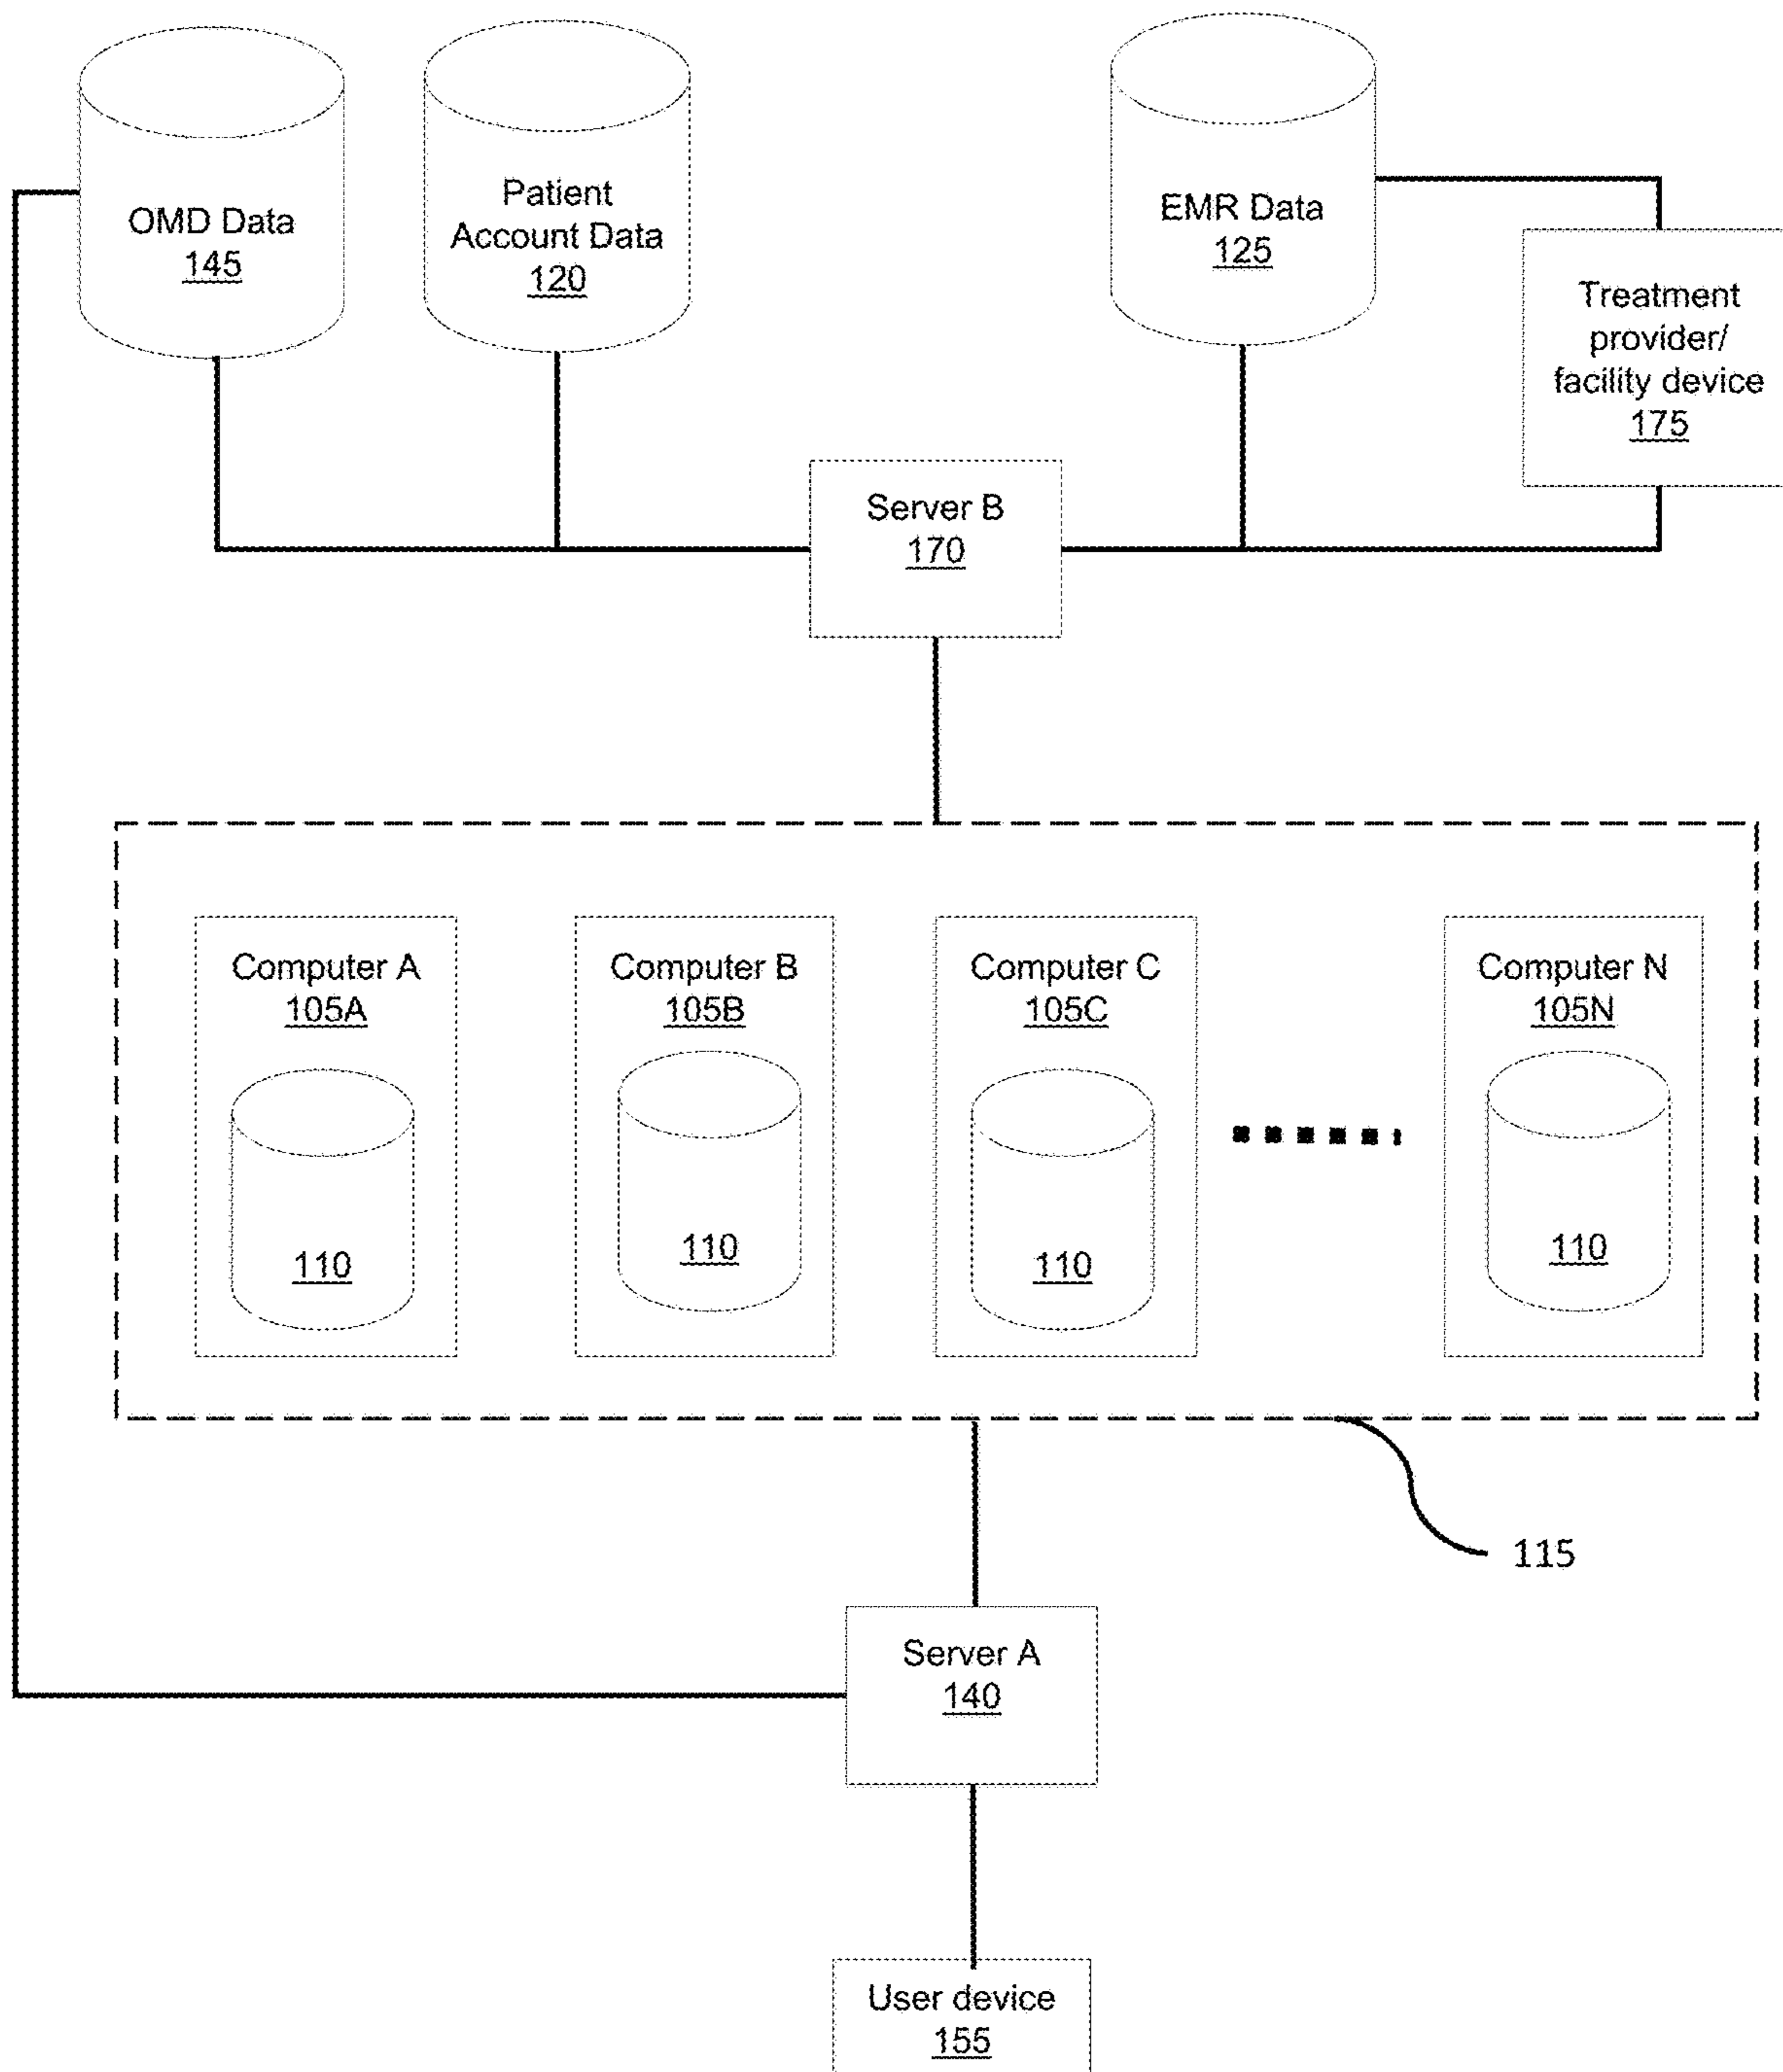 OMD Data
145
Patient
Account Data
120
EMR Data
125
Treatment
provider/
facility device
175
Server B
170
Computer A
105A
110
Computer B
105B
110
Computer C
105C
110
Computer N
105N
110
115
Server A
140
User device
155